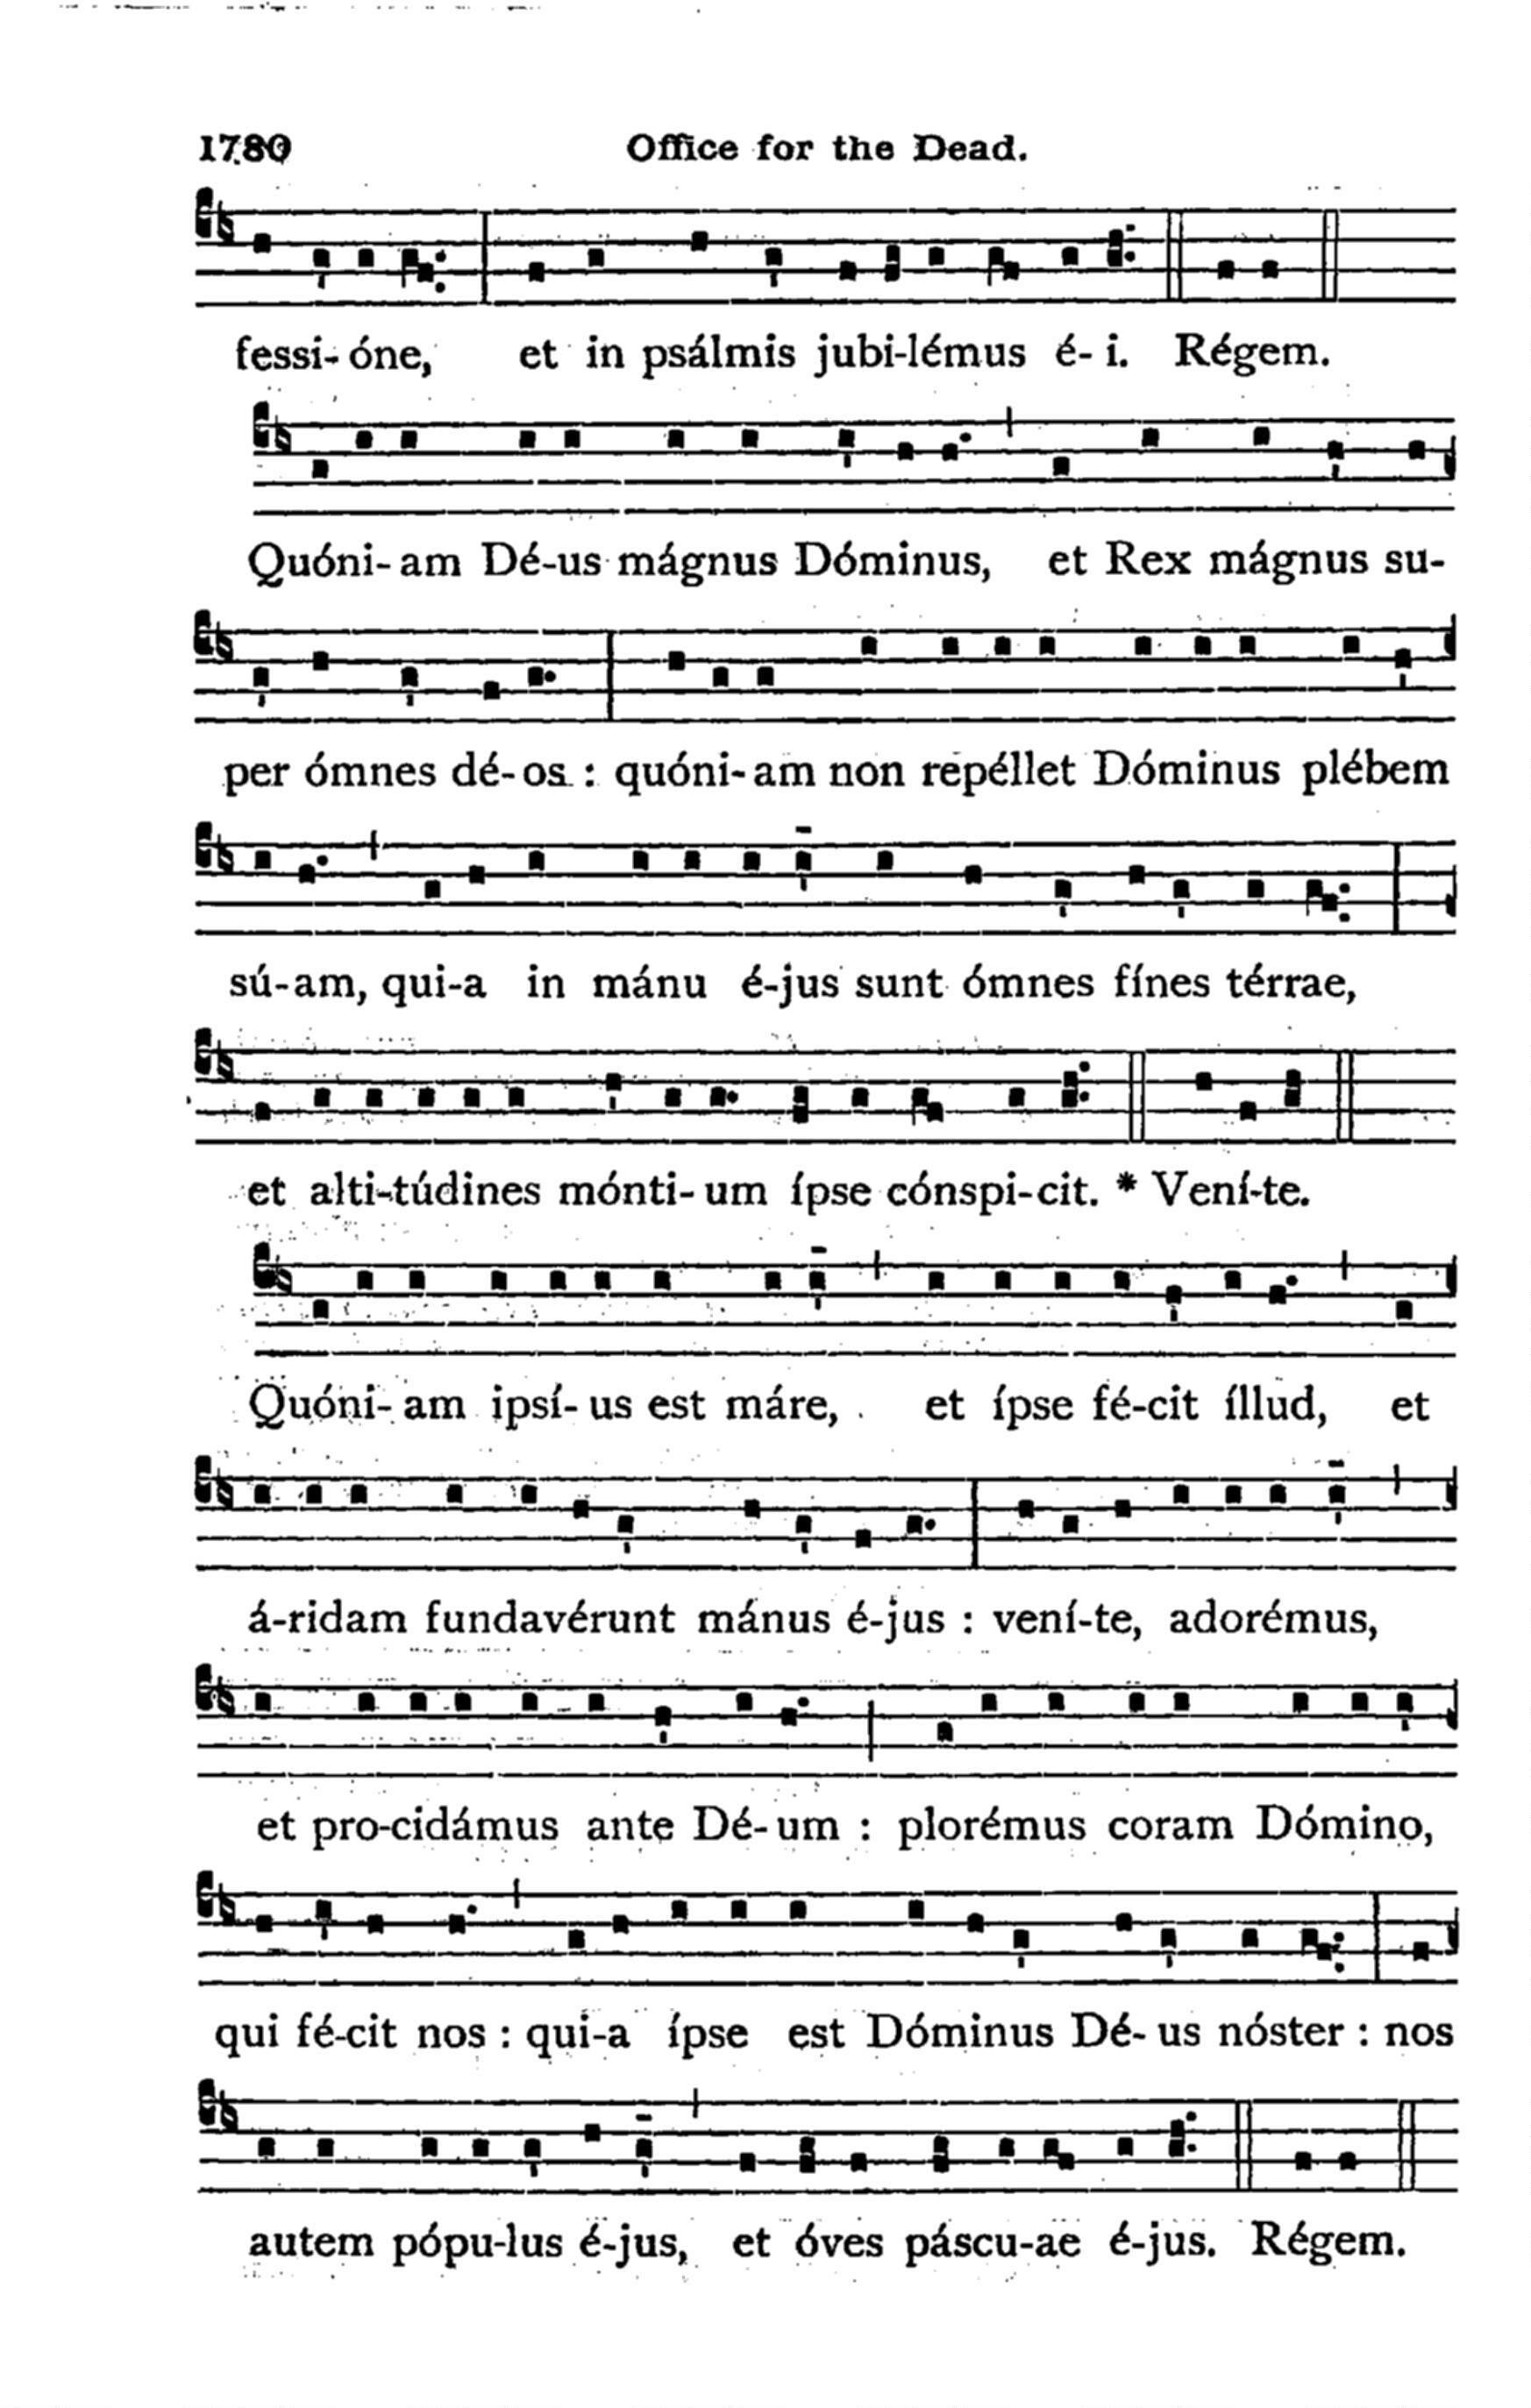 1780 Office for the Dead.
fessi- óne, et in psálmis jubi-lémus é- i. Régem.
Quóni- am Dé-us mágnus Dóminus, et Rex mágnus su-
per ómnes dé- os : quóni- am non repéllet Dóminus plébem
sú-am, qui-a in mánu é-jus sunt ómnes fínes térrae,
et alti-túdines mónti- um ípse cónspi-cit. * Vení-te.
Quóni- am ipsí- us est máre, et ípse fé-cit íllud, et
á-ridam fundavérunt mánus é-jus : vení-te, adorémus,
et pro-cidámus ante Dé- um : plorémus coram Dómino,
qui fé-cit nos : qui-a ípse est Dóminus Dé- us nóster : nos
autem pópu-lus é-jus, et óves páscu-ae é-jus. Régem.